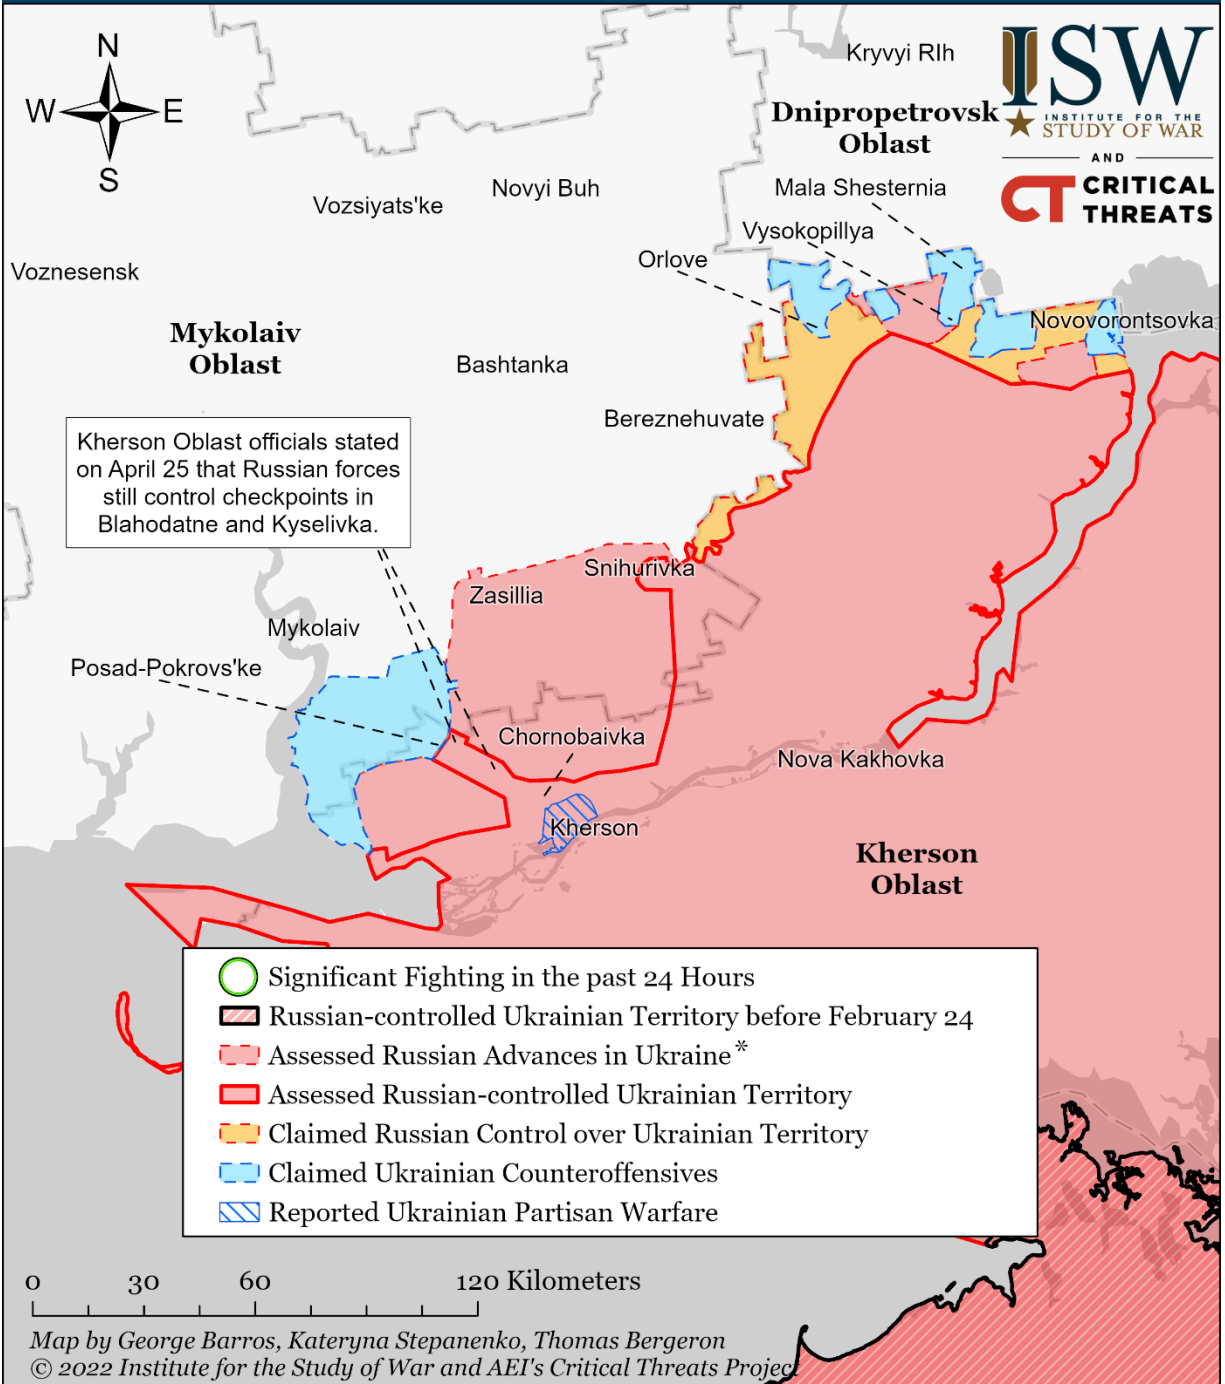 N
W
E
S
Kryvyi RIh
ISW
INSTITUTE FOR THE
STUDY OF WAR
AND
CT CRITICAL
THREATS
Dnipropetrovsk
Oblast
Mala Shesternia
Novyi Buh
Vozsiyats'ke
Vysokopillya
Orlove
Voznesensk
Novovorontsovka
Mykolaiv
Oblast
Bashtanka
Bereznehuvate
Kherson Oblast officials stated
on April 25 that Russian forces
still control checkpoints in
Blahodatne and Kyselivka.
Snihurivka
Zasillia
Mykolaiv
Posad-Pokrovs'ke
Chornobaivka
Nova Kakhovka
Kherson
Kherson
Oblast
Significant Fighting in the past 24 Hours
Russian-controlled Ukrainian Territory before February 24
Assessed Russian Advances in Ukraine*
Assessed Russian-controlled Ukrainian Territory
Claimed Russian Control over Ukrainian Territory
Claimed Ukrainian Counteroffensives
Reported Ukrainian Partisan Warfare
0 30 60 120 Kilometers
Map by George Barros, Kateryna Stepanenko, Thomas Bergeron
© 2022 Institute for the Study of War and AEI's Critical Threats Project